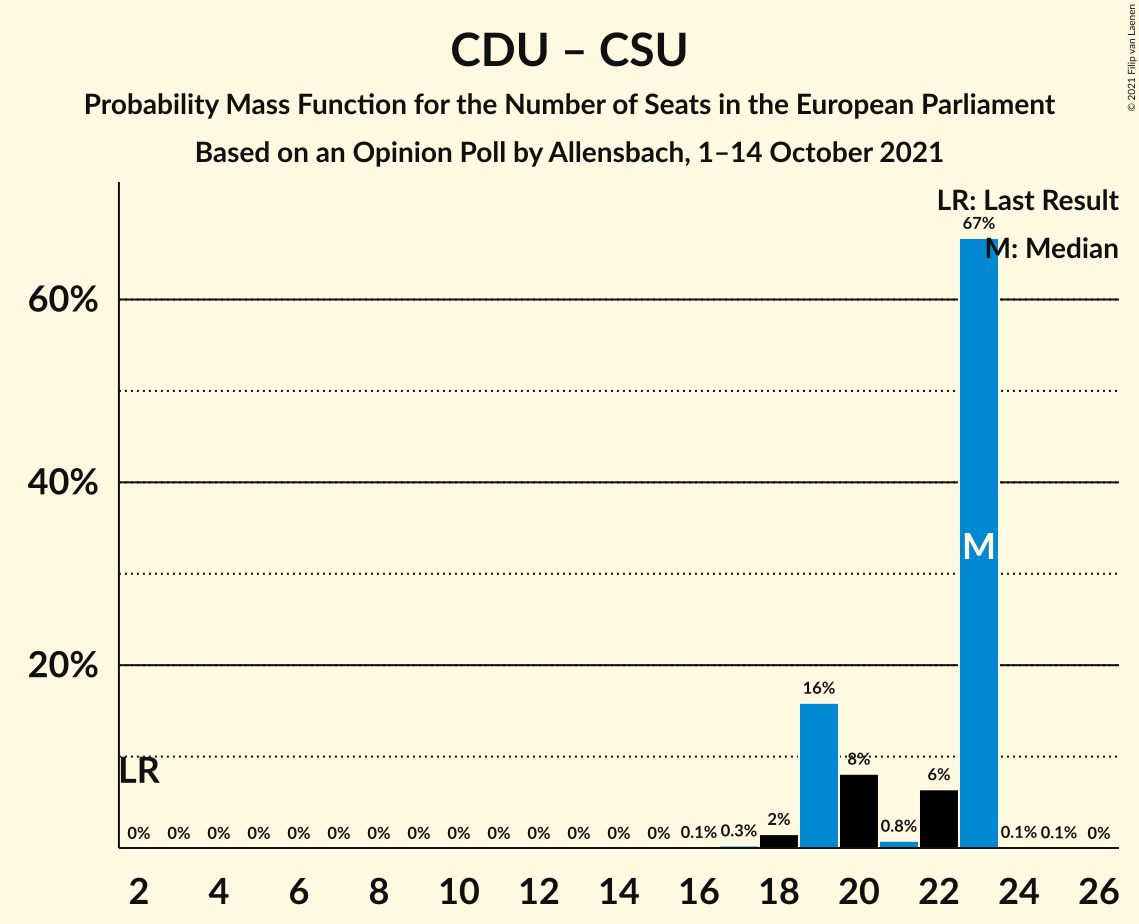 CDU – CSU
Probability Mass Function for the Number of Seats in the European Parliament
Based on an Opinion Poll by Allensbach, 1–14 October 2021
© 2021 Filip van Laenen
LR: Last Result
67%
M: Median
60%
40%
M
20%
16%
8%
6%
LR
0% 0% 0% 0% 0% 0% 0% 0% 0% 0% 0% 0% 0% 0% 0.1% 0.3% 2% 0.8% 0.1% 0.1% 0%
2 4 6 8 10 12 14 16 18 20 22 24 26